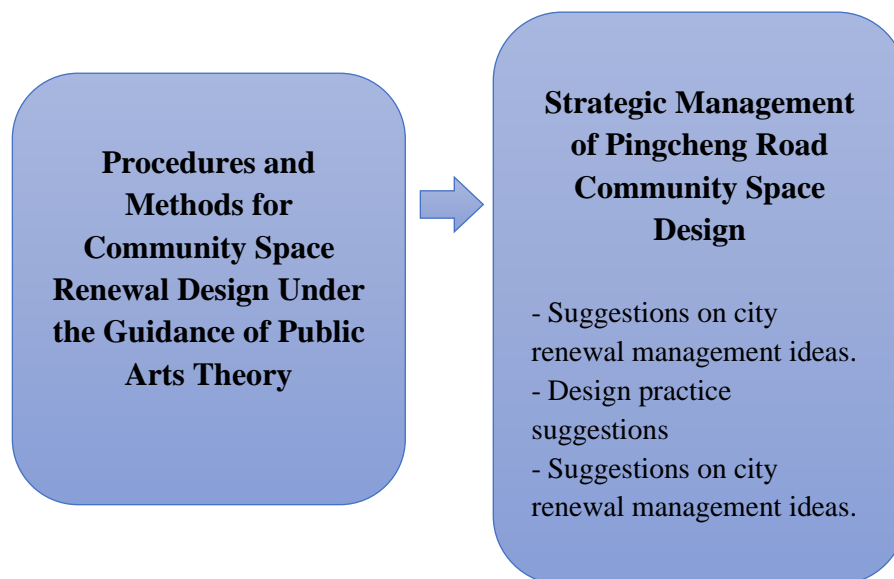 Procedures and
Methods for
Community Space
Renewal Design Under
the Guidance of Public
Arts Theory
Strategic Management
of Pingcheng Road
Community Space
Design
- Suggestions on city
renewal management ideas.
- Design practice
suggestions
- Suggestions on city
renewal management ideas.